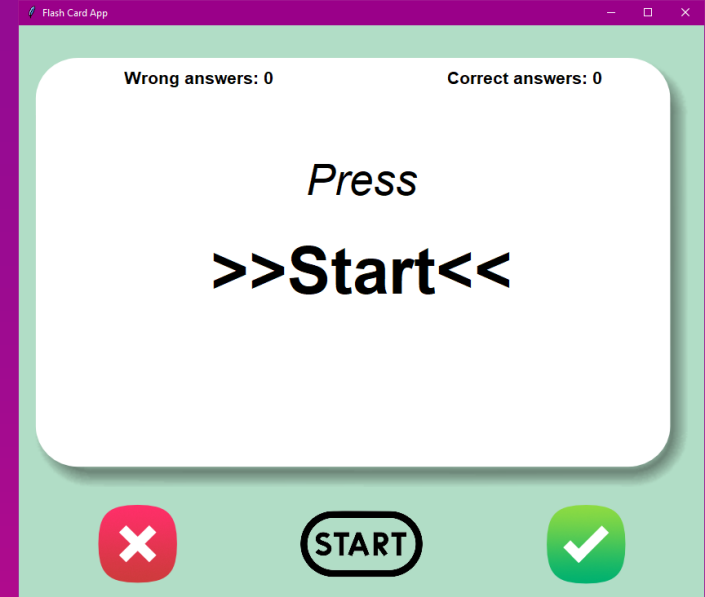 Flash Card App
Wrong answers: 0 Correct answers: 0
Press
>>Start<<
START